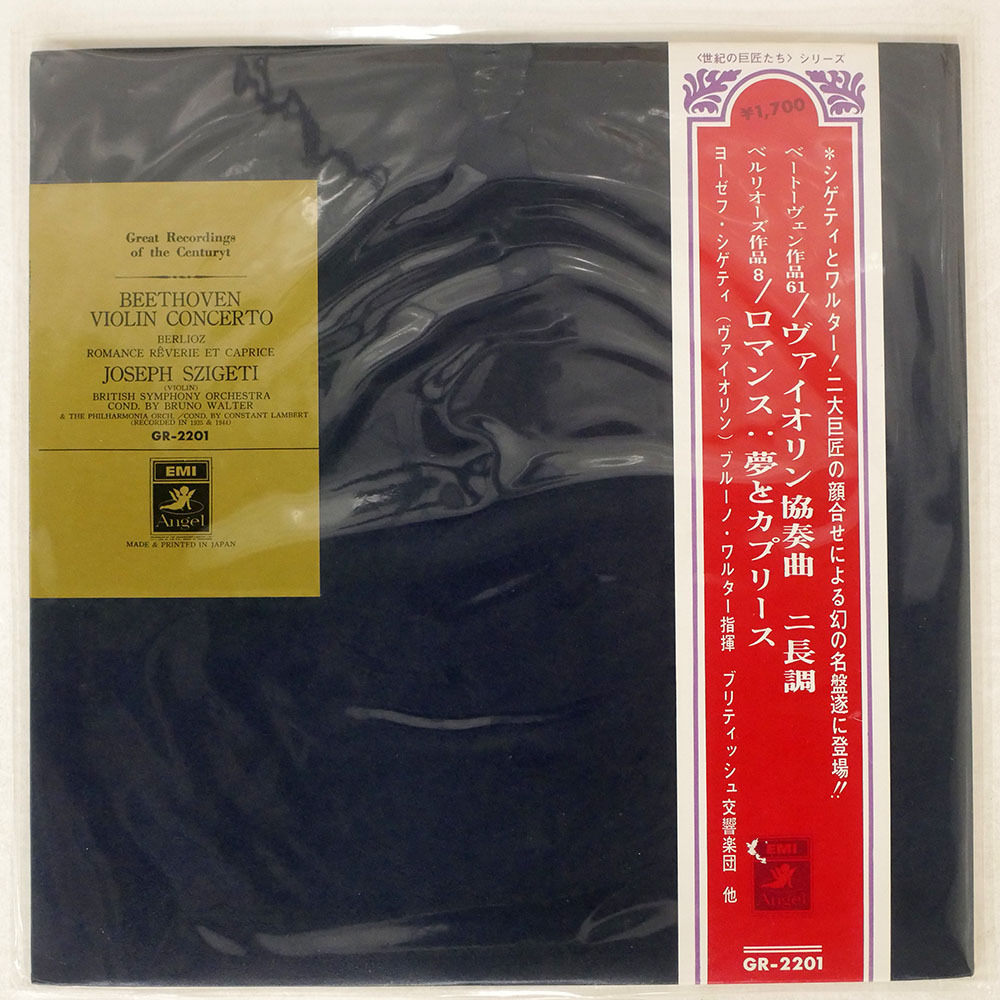 Great Recordings
of the Centuryt
BEETHOVEN
VIOLIN CONCERTO
BERLIOZ
ROMANCE RÊVERIE ET CAPRICE
JOSEPH SZIGETI
(VIOLIN)
BRITISH SYMPHONY ORCHESTRA
COND. BY BRUNO WALTER
& THE PHILHARMONIA ORCH. / COND. BY CONSTANT LAMBERT
(RECORDED IN 1935 & 1944)
GR-2201
EMI
Angel
MADE & PRINTED IN JAPAN
〈世紀の巨匠たち〉シリーズ
¥1,700
*シゲティとワルター!二大巨匠の顔合せによる幻の名盤遂に登場!!
ベートーヴェン作品61/ヴァイオリン協奏曲 ニ長調
ベルリオーズ作品8/ロマンス:夢とカプリース
ヨーゼフ・シゲティ(ヴァイオリン)ブルーノ・ワルター指揮 ブリティッシュ交響楽団 他
EMI
Angel
GR-2201